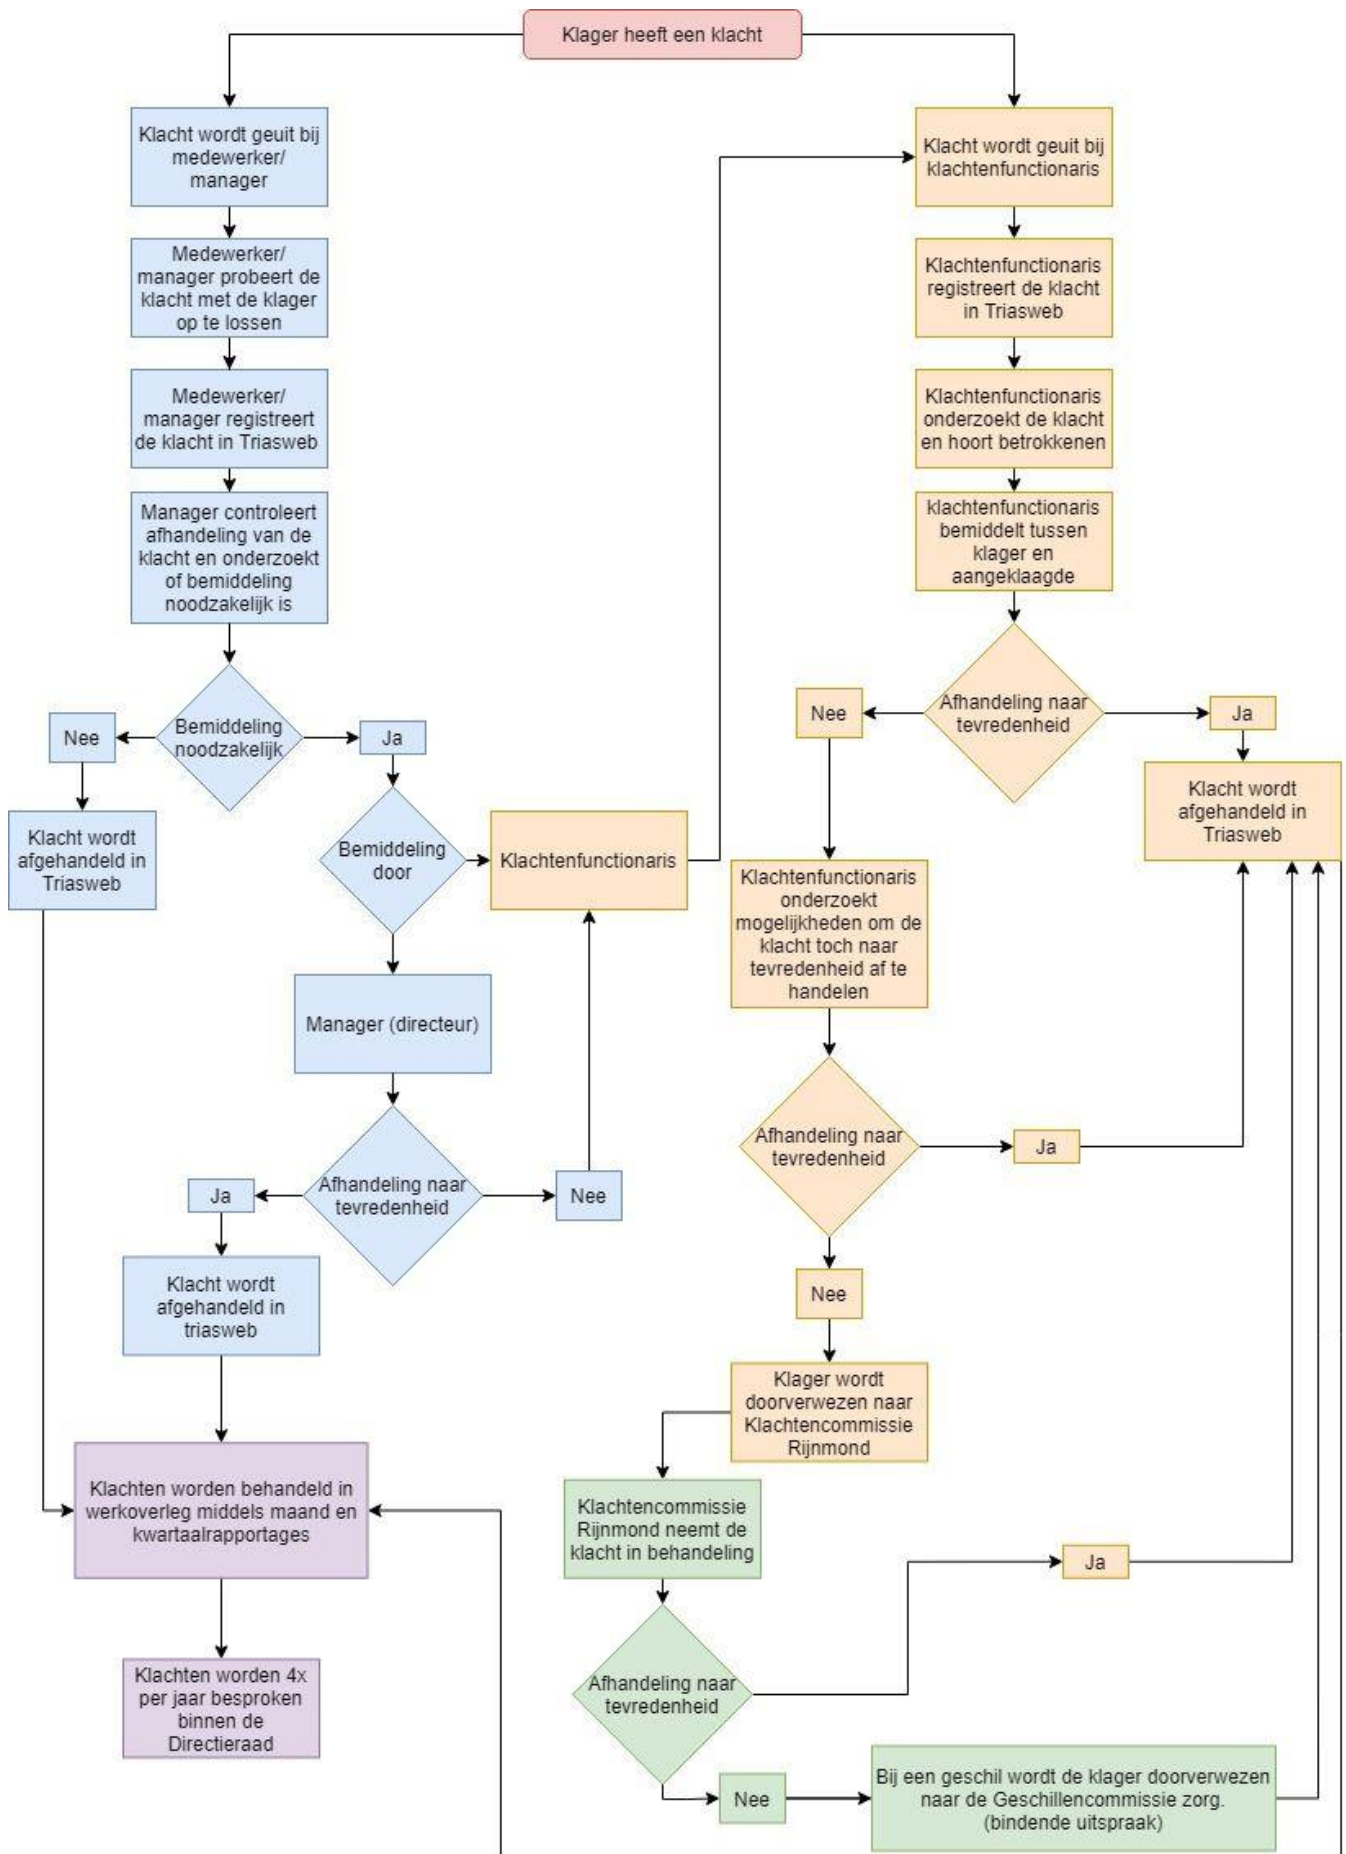 Klager heeft een klacht
Klacht wordt geuit bij
medewerker/
manager
Medewerker/
manager probeert de
klacht met de klager
op te lossen
Medewerker/
manager registreert
de klacht in Triasweb
Manager controleert
afhandeling van de
klacht en onderzoekt
of bemiddeling
noodzakelijk is
Bemiddeling
noodzakelijk
Nee
Ja
Klacht wordt
afgehandeld in
Triasweb
Bemiddeling
door
Klachtenfunctionaris
Manager (directeur)
Afhandeling naar
tevredenheid
Ja
Nee
Klacht wordt
afgehandeld in
triasweb
Klachten worden behandeld in
werkoverleg middels maand en
kwartaalrapportages
Klachten worden 4x
per jaar besproken
binnen de
Directieraad
Klacht wordt geuit bij
klachtenfunctionaris
Klachtenfunctionaris
registreert de klacht
in Triasweb
Klachtenfunctionaris
onderzoekt de klacht
en hoort betrokkenen
klachtenfunctionaris
bemiddelt tussen
klager en
aangeklaagde
Afhandeling naar
tevredenheid
Nee
Ja
Klacht wordt
afgehandeld in
Triasweb
Klachtenfunctionaris
onderzoekt
mogelijkheden om de
klacht toch naar
tevredenheid af te
handelen
Afhandeling naar
tevredenheid
Ja
Nee
Klager wordt
doorverwezen naar
Klachtencommissie
Rijnmond
Klachtencommissie
Rijnmond neemt de
klacht in behandeling
Ja
Afhandeling naar
tevredenheid
Nee
Bij een geschil wordt de klager doorverwezen
naar de Geschillencommissie zorg.
(bindende uitspraak)